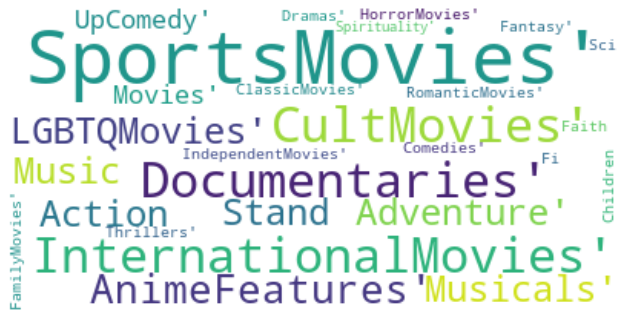 UpComedy'
Dramas'
HorrorMovies'
Spirituality'
Fantasy'
SportsMovies'
Sci
Movies'
ClassicMovies'
RomanticMovies'
LGBTQMovies'
CultMovies'
Faith
IndependentMovies'
Comedies'
Fi
Music
Documentaries'
Children
Action
Stand
Adventure'
Thrillers'
FamilyMovies'
InternationalMovies'
AnimeFeatures'
Musicals'